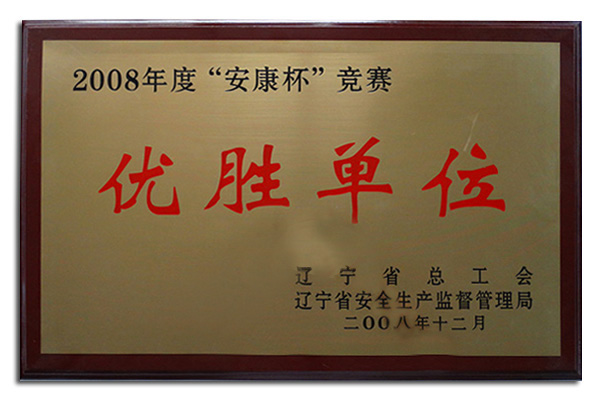 2008年度“安康杯”竞赛
优胜单位
辽宁省总工会
辽宁省安全生产监督管理局
二OO八年十二月